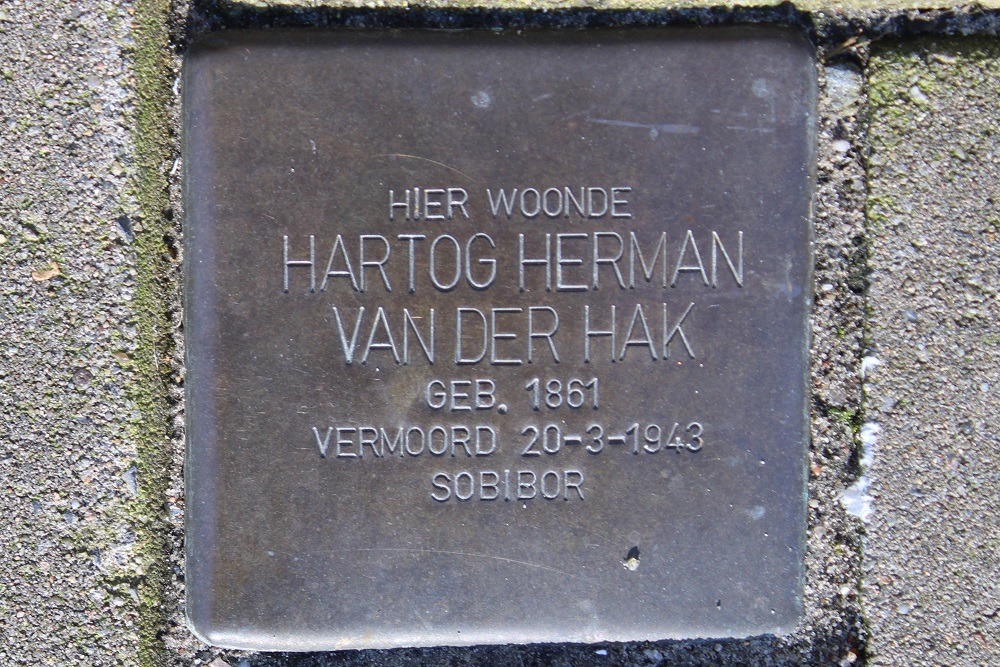 HIER WOONDE
HARTOG HERMAN
VAN DER HAK
GEB. 1861
VERMOORD 20-3-1943
SOBIBOR